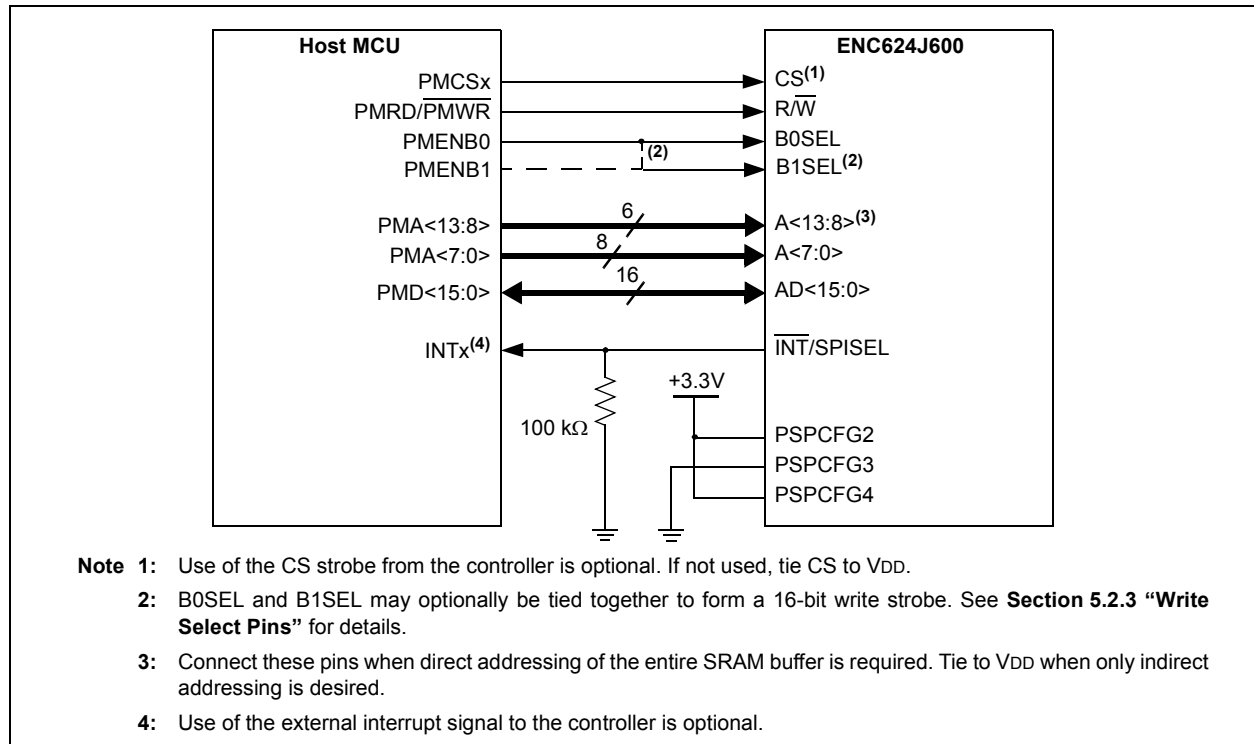 Host MCU
ENC624J600
PMCSx
CS(1)
PMRD/PMWR
R/W
PMENB0
B0SEL
(2)
PMENB1
B1SEL(2)
PMA<13:8>
6
A<13:8>(3)
PMA<7:0>
8
A<7:0>
PMD<15:0>
16
AD<15:0>
INTx(4)
INT/SPISEL
+3.3V
100 kΩ
PSPCFG2
PSPCFG3
PSPCFG4
Note 1: Use of the CS strobe from the controller is optional. If not used, tie CS to VDD.
2: B0SEL and B1SEL may optionally be tied together to form a 16-bit write strobe. See Section 5.2.3 “Write
Select Pins” for details.
3: Connect these pins when direct addressing of the entire SRAM buffer is required. Tie to VDD when only indirect
addressing is desired.
4: Use of the external interrupt signal to the controller is optional.